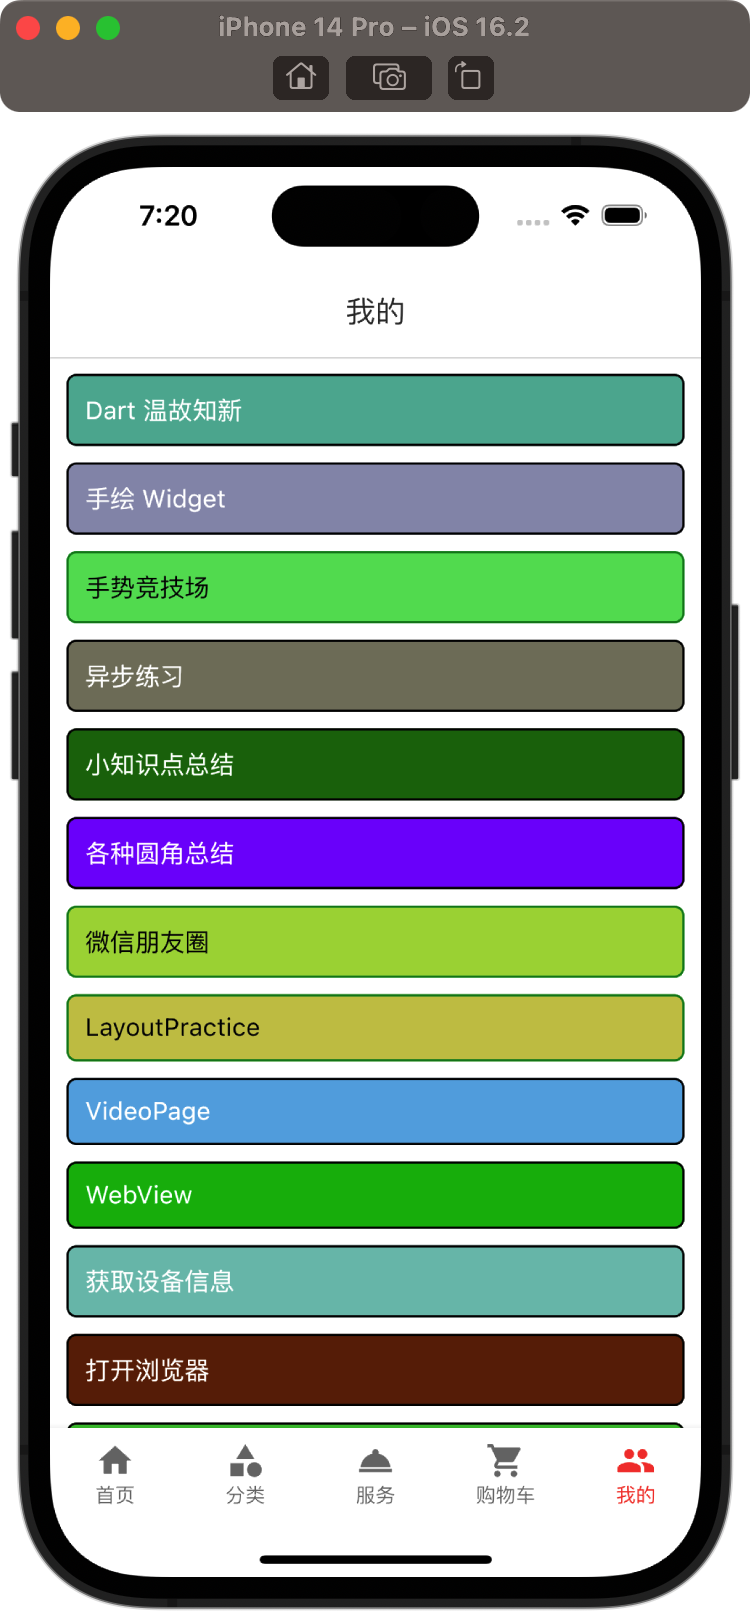 iPhone 14 Pro – iOS 16.2
7:20
我的
Dart 温故知新
手绘 Widget
手势竞技场
异步练习
小知识点总结
各种圆角总结
微信朋友圈
LayoutPractice
VideoPage
WebView
获取设备信息
打开浏览器
首页
分类
服务
购物车
我的